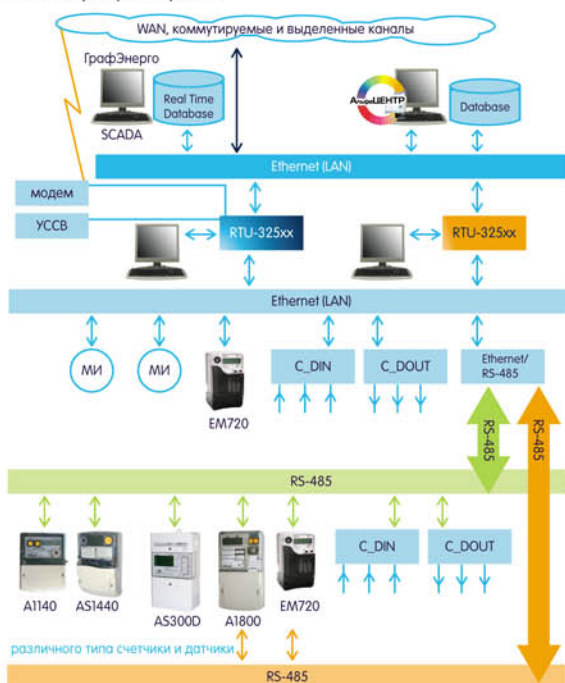 WAN, коммутируемые и выделенные каналы
ГрафЭнерго
SCADA
Real Time
Database
АльфаЦЕНТР
Database
Ethernet (LAN)
модем
УССВ
RTU-325xx
RTU-325xx
Ethernet (LAN)
МИ
МИ
EM720
C_DIN
C_DOUT
Ethernet/
RS-485
RS-485
RS-485
RS-485
A1140
AS1440
AS300D
A1800
EM720
C_DIN
C_DOUT
различного типа счетчики и датчики
RS-485